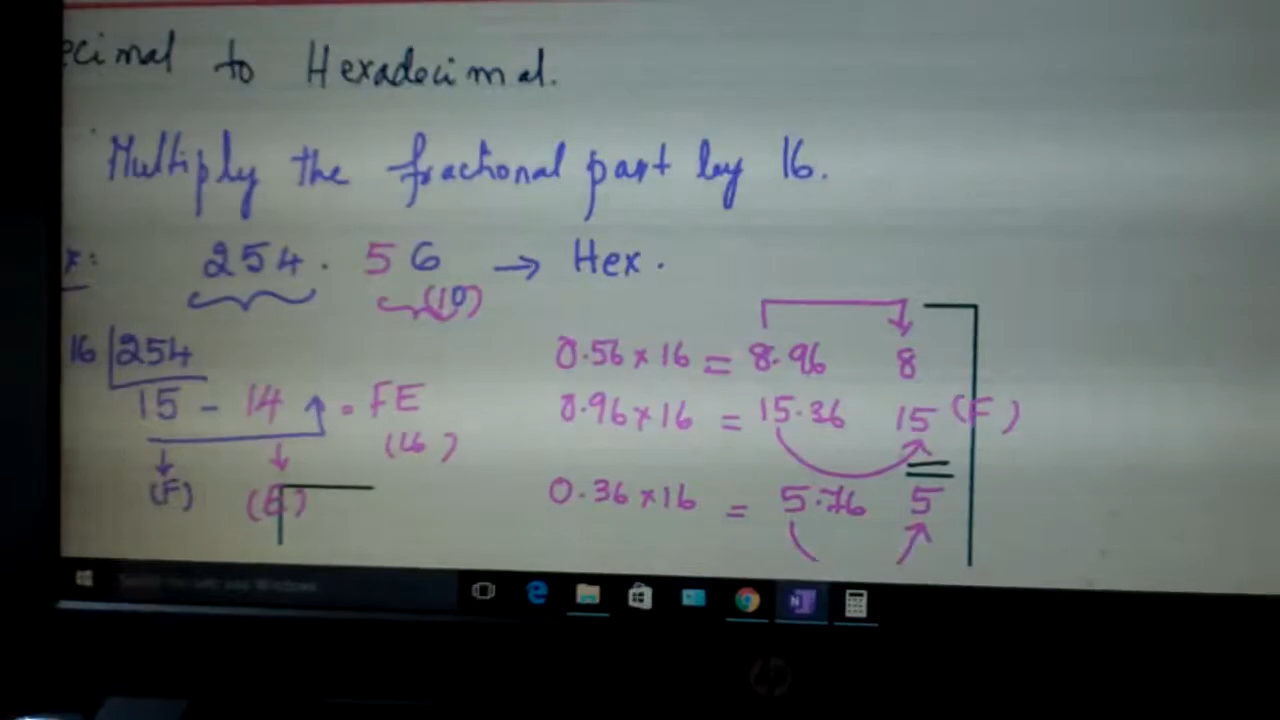 ecimal to Hexadecimal.
Multiply the fractional part by 16.
x: 254.56 → Hex.
(10)
16 254
15 - 14 = FE
(16)
(F) (E)
0.56 x 16 = 8.96 8
0.96 x 16 = 15.36 15 (F)
0.36 x 16 = 5.76 5